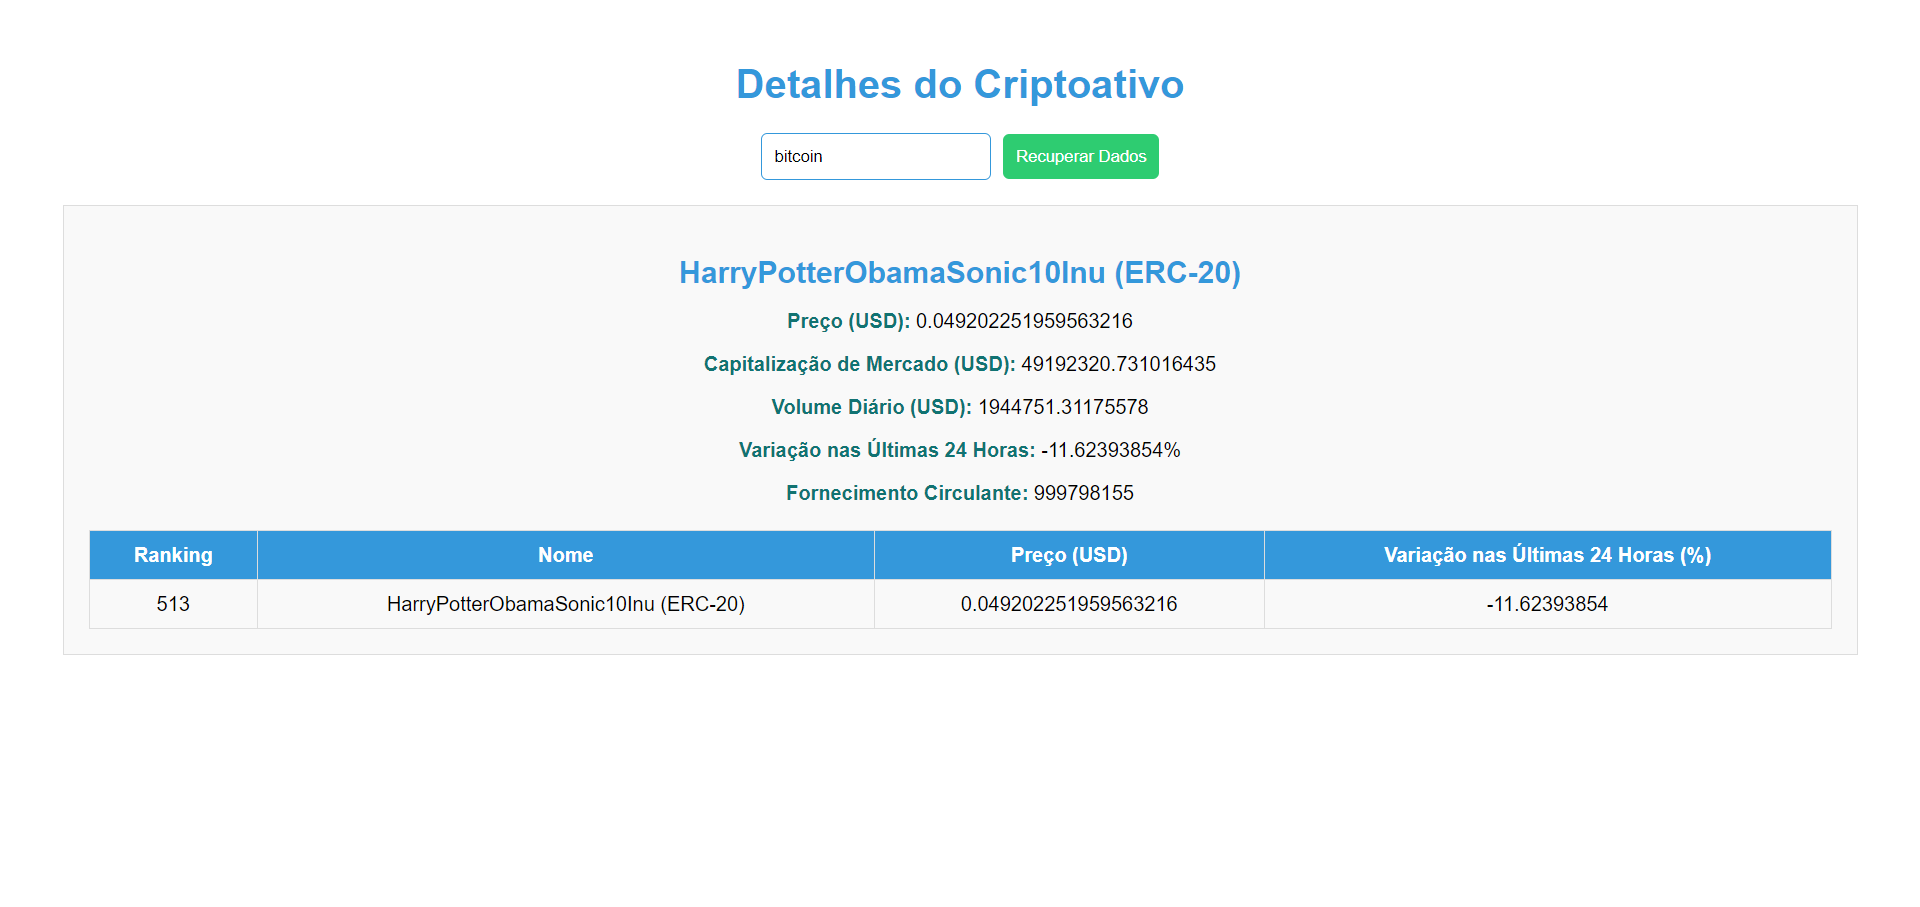 Detalhes do Criptoativo
bitcoin Recuperar Dados
HarryPotterObamaSonic10Inu (ERC-20)
Preço (USD): 0.049202251959563216
Capitalização de Mercado (USD): 49192320.731016435
Volume Diário (USD): 1944751.31175578
Variação nas Últimas 24 Horas: -11.62393854%
Fornecimento Circulante: 999798155
Ranking Nome Preço (USD) Variação nas Últimas 24 Horas (%)
513 HarryPotterObamaSonic10Inu (ERC-20) 0.049202251959563216 -11.62393854